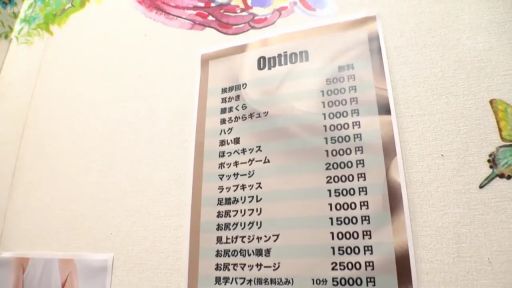 Option
無料
挨拶回り 500円
耳かき 1000円
膝まくら 1000円
後ろからギュッ 1000円
ハグ 1000円
添い寝 1500円
ほっぺキッス 1000円
ポッキーゲーム 2000円
マッサージ 2000円
ラップキッス 1500円
足踏みリフレ 1000円
お尻フリフリ 1500円
お尻グリグリ 1000円
見上げてジャンプ 1500円
お尻の匂い嗅ぎ 2500円
お尻でマッサージ
見学パフォ(指名料込み) 10分 5000円